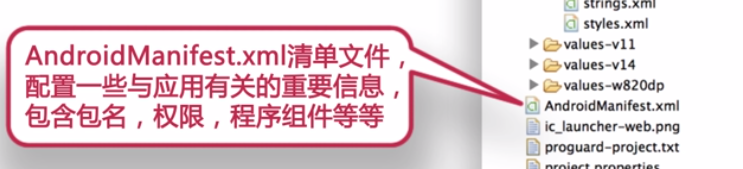 AndroidManifest.xml清单文件，
配置一些与应用有关的重要信息，
包含包名，权限，程序组件等等
strings.xml
styles.xml
values-v11
values-v14
values-w820dp
AndroidManifest.xml
ic_launcher-web.png
proguard-project.txt
project.properties